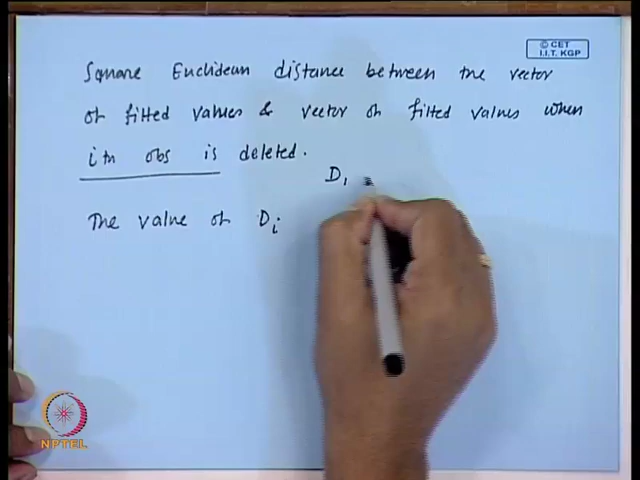 © CET
I.I.T. KGP
Square Euclidean distance between the vector
of fitted values & vector of fitted values when
ith obs is deleted.
D1
The value of Di
NPTEL